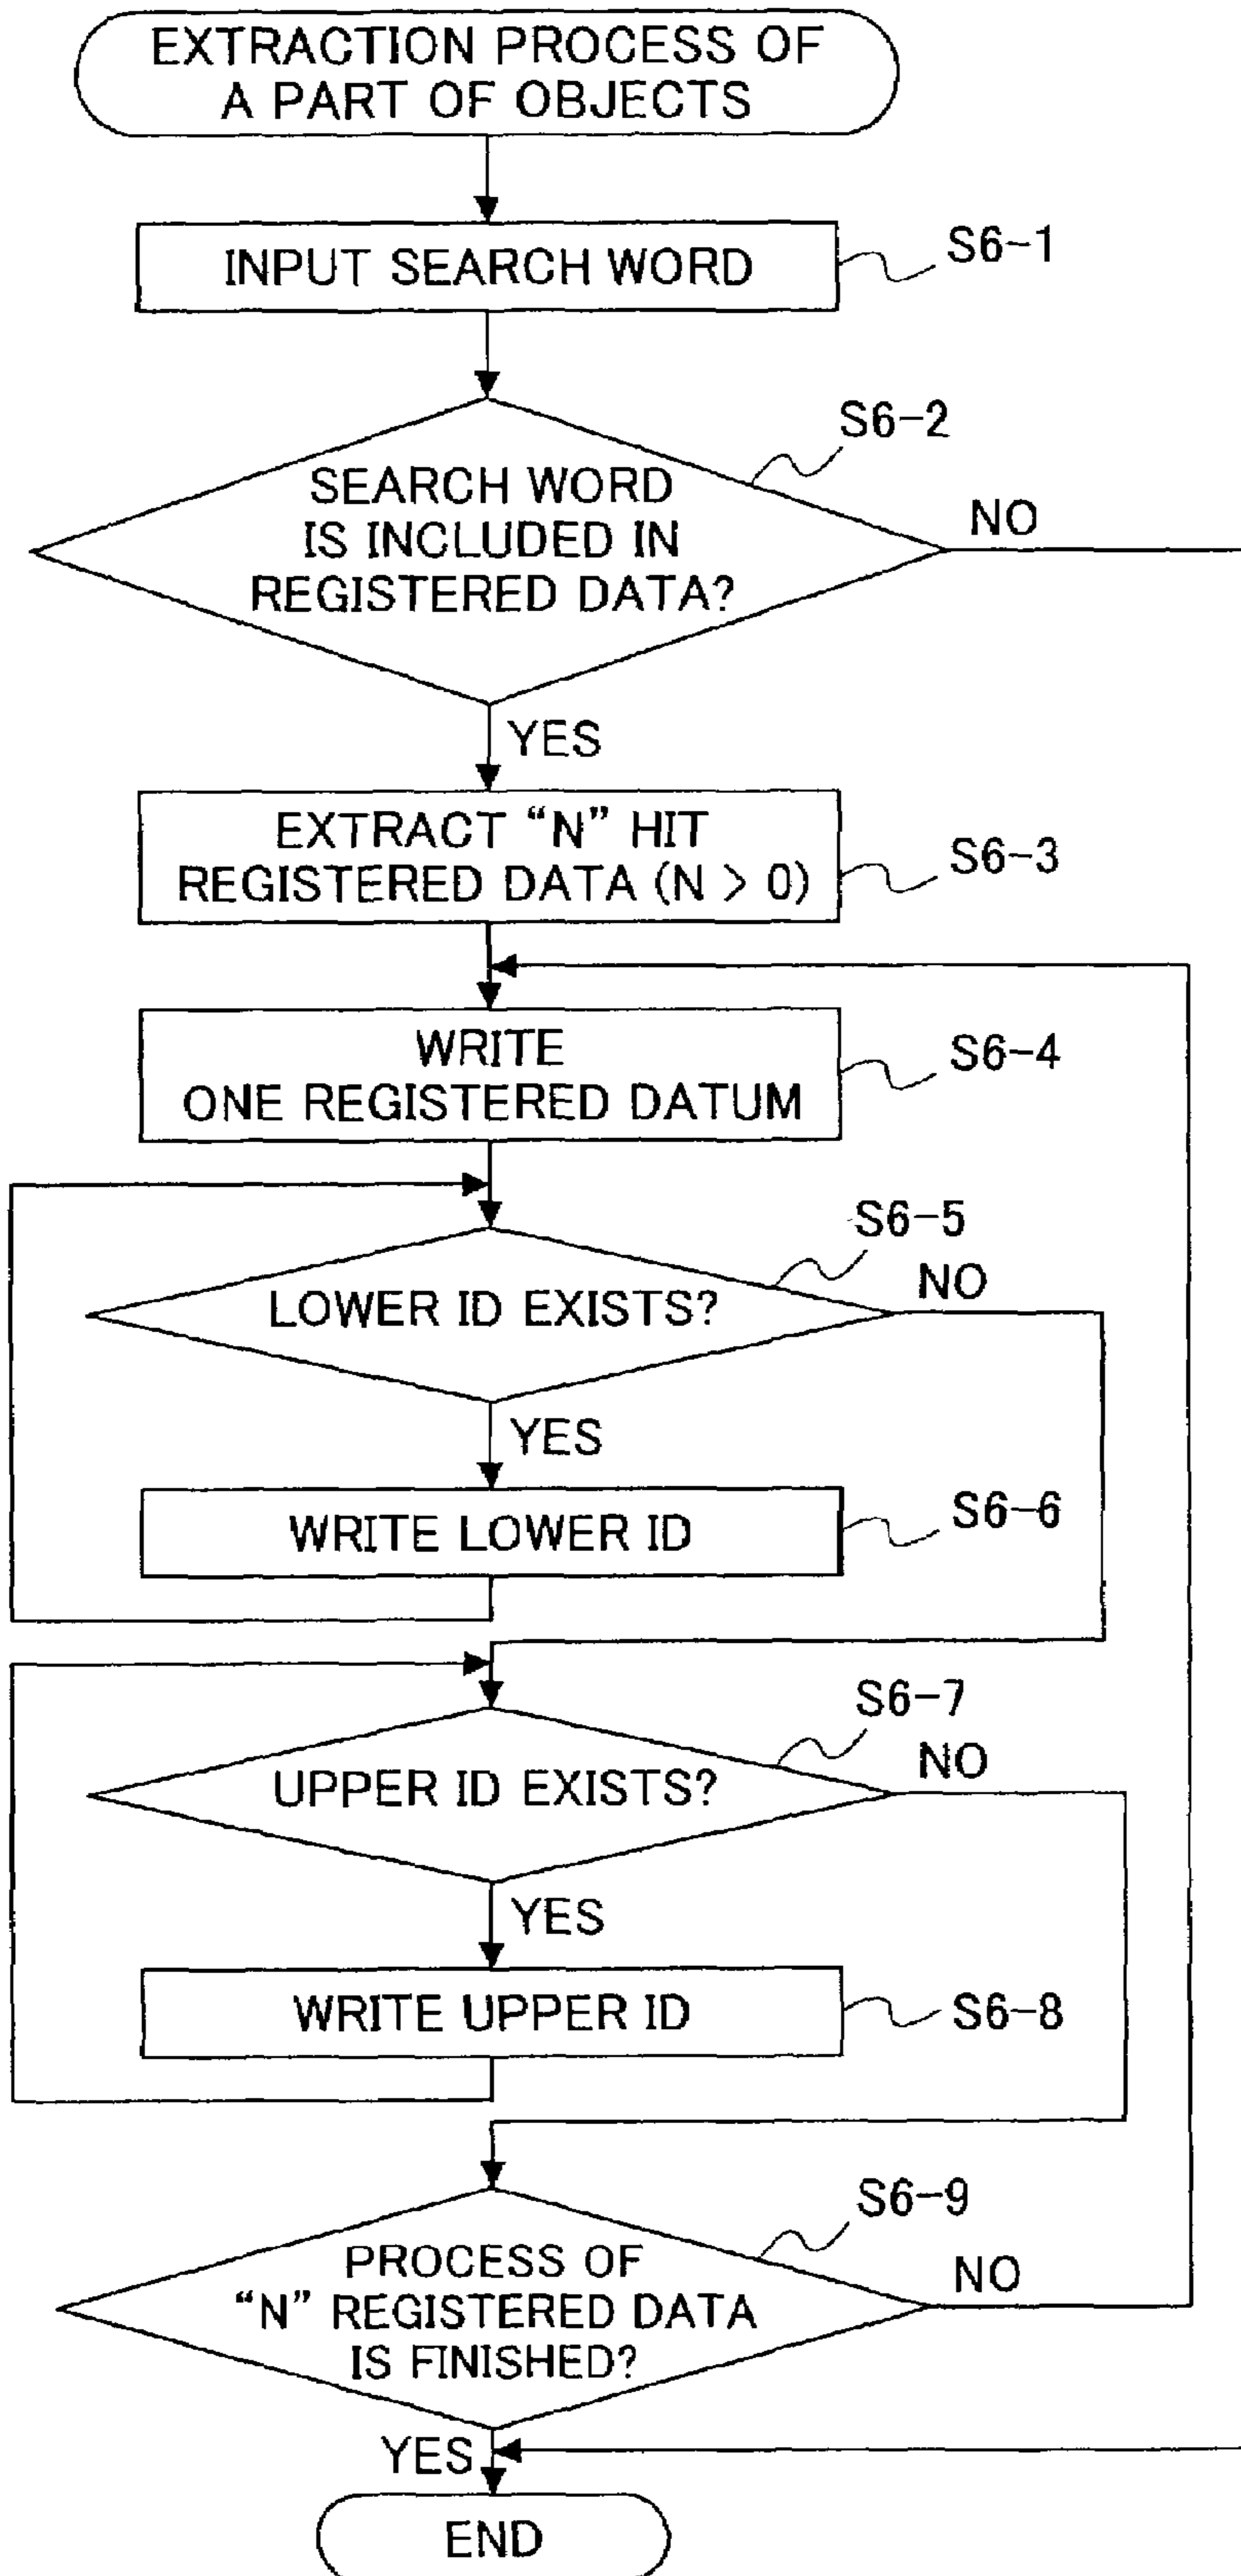 EXTRACTION PROCESS OF
A PART OF OBJECTS
INPUT SEARCH WORD
S6-1
S6-2
SEARCH WORD
IS INCLUDED IN
REGISTERED DATA?
NO
YES
EXTRACT “N” HIT
REGISTERED DATA (N > 0)
S6-3
WRITE
ONE REGISTERED DATUM
S6-4
S6-5
LOWER ID EXISTS?
NO
YES
WRITE LOWER ID
S6-6
S6-7
UPPER ID EXISTS?
NO
YES
WRITE UPPER ID
S6-8
S6-9
PROCESS OF
“N” REGISTERED DATA
IS FINISHED?
NO
YES
END